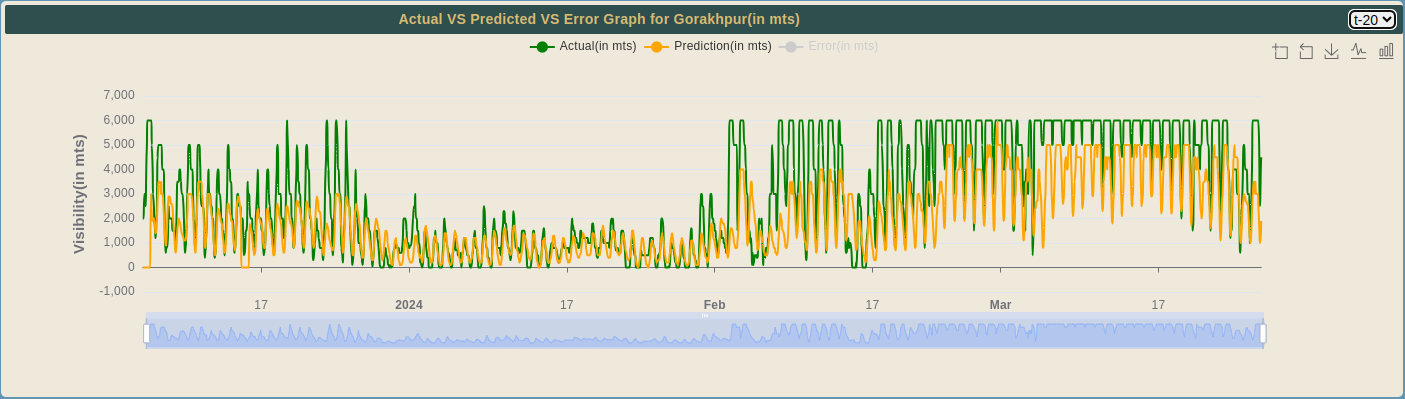 Actual VS Predicted VS Error Graph for Gorakhpur(in mts)
t-20
Actual(in mts) Prediction(in mts) Error(in mts)
Visibility(in mts)
7,000
6,000
5,000
4,000
3,000
2,000
1,000
0
-1,000
17 2024 17 Feb 17 Mar 17